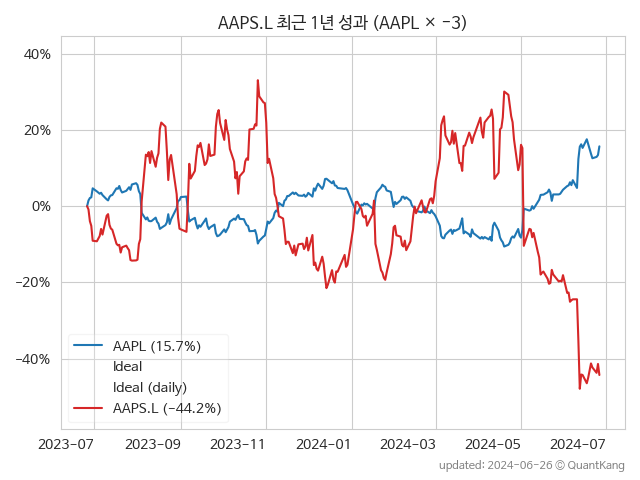 AAPS.L 최근 1년 성과 (AAPL × −3)
40%
20%
0%
−20%
−40%
AAPL (15.7%)
Ideal
Ideal (daily)
AAPS.L (−44.2%)
2023-07 2023-09 2023-11 2024-01 2024-03 2024-05 2024-07
updated: 2024-06-26 © QuantKang